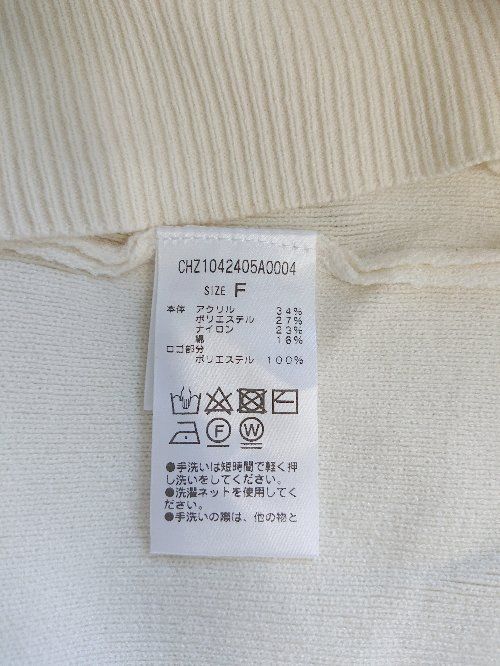 CHZ1042405A0004
SIZE F
本体 アクリル 34%
ポリエステル 27%
ナイロン 23%
綿 16%
ロゴ部分
ポリエステル 100%
F W
●手洗いは短時間で軽く押
し洗いをしてください。
●洗濯ネットを使用してく
ださい。
●手洗いの際は、他の物と